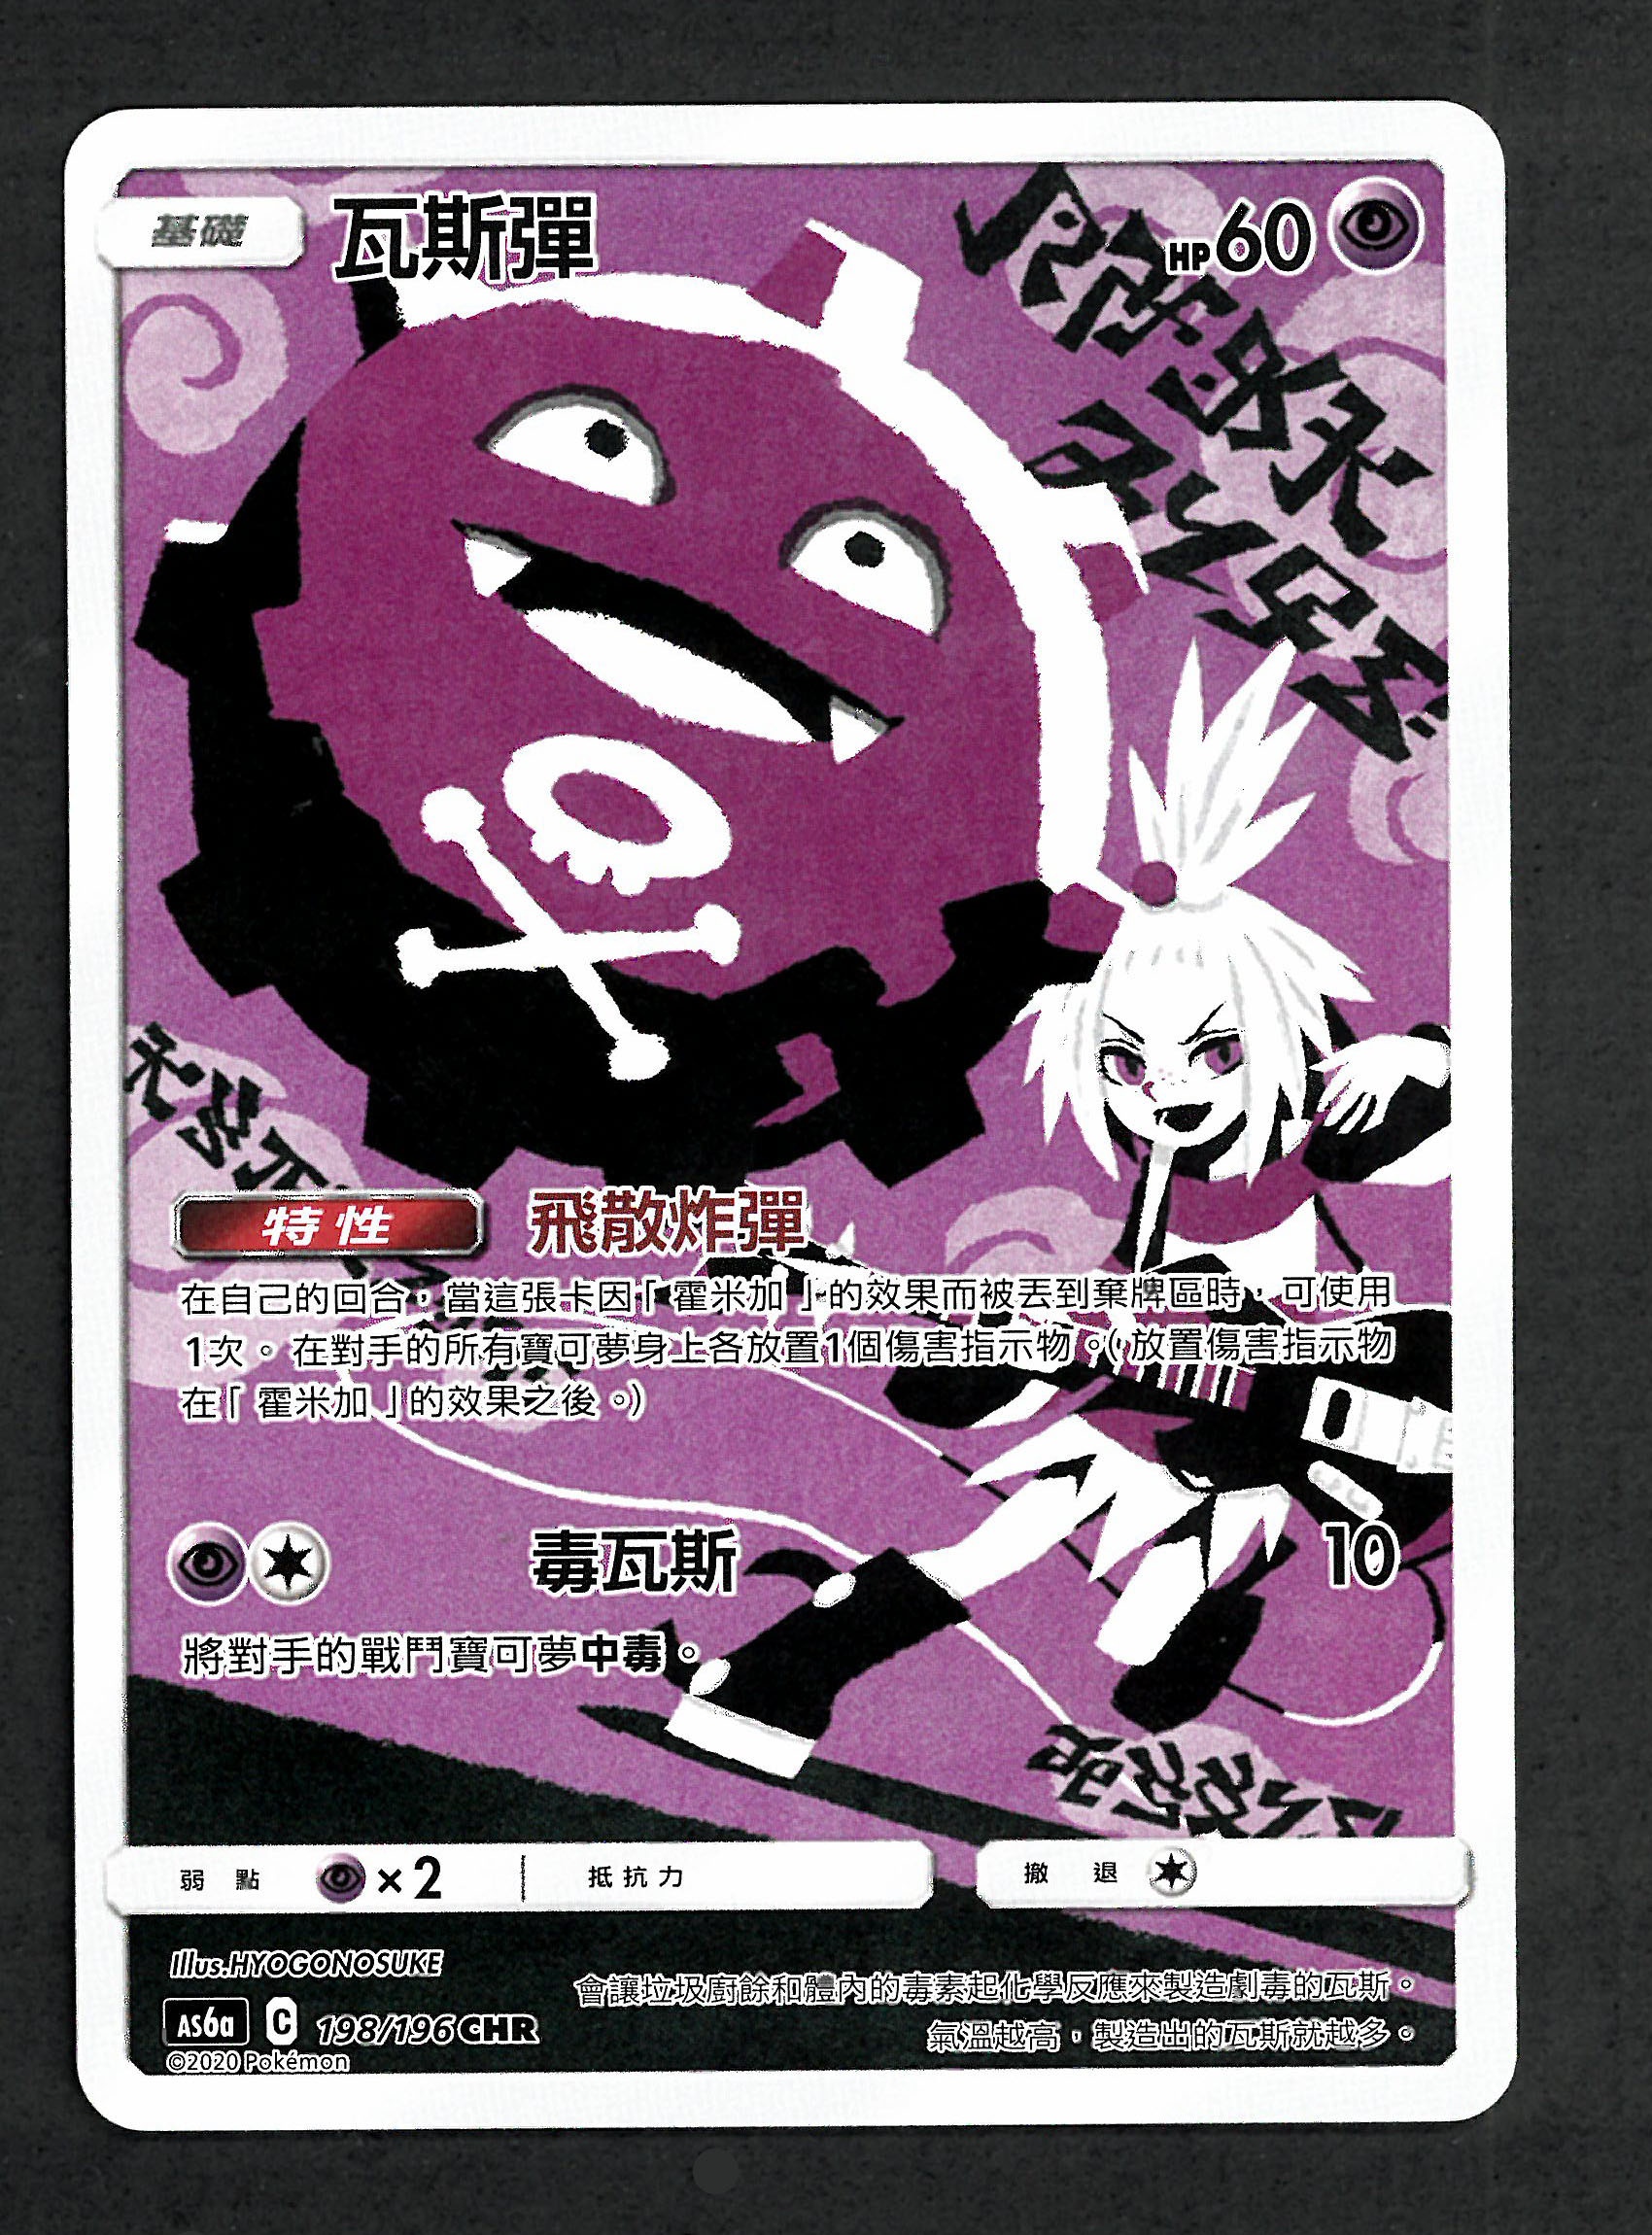 基礎 瓦斯彈 HP60
特性 飛散炸彈
在自己的回合,當這張卡因「霍米加」的效果而被丟到棄牌區時,可使用
1次。在對手的所有寶可夢身上各放置1個傷害指示物。(放置傷害指示物
在「霍米加」的效果之後。)
毒瓦斯 10
將對手的戰鬥寶可夢中毒。
弱點 ×2 抵抗力 撤退
Illus.HYOGONOSUKE
會讓垃圾廚餘和體內的毒素起化學反應來製造劇毒的瓦斯。
氣溫越高,製造出的瓦斯就越多。
AS6a C 198/196 CHR
©2020 Pokémon